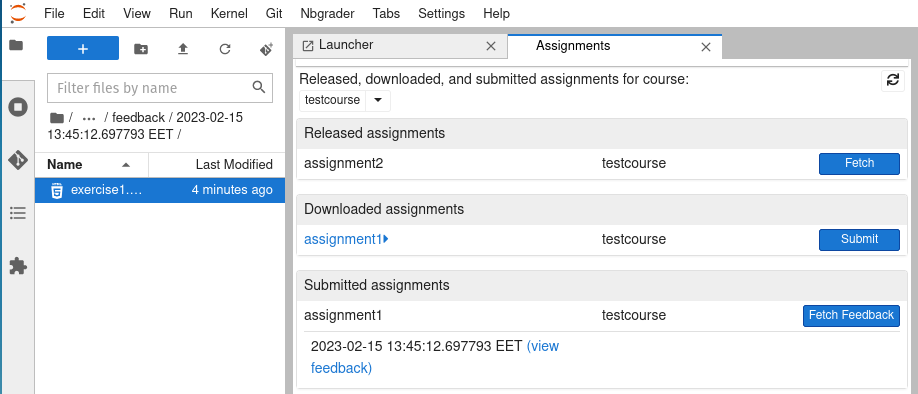 File Edit View Run Kernel Git Nbgrader Tabs Settings Help
Launcher
Assignments
Filter files by name
/ ... / feedback / 2023-02-15
13:45:12.697793 EET /
Name Last Modified
exercise1.... 4 minutes ago
Released, downloaded, and submitted assignments for course:
testcourse
Released assignments
assignment2 testcourse Fetch
Downloaded assignments
assignment1 testcourse Submit
Submitted assignments
assignment1 testcourse Fetch Feedback
2023-02-15 13:45:12.697793 EET (view
feedback)